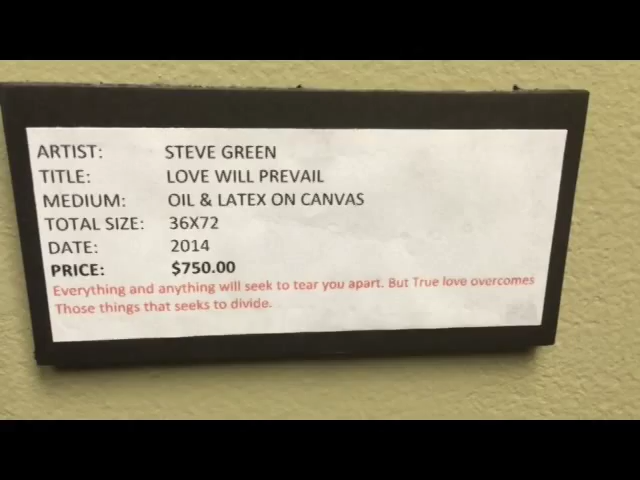 ARTIST: STEVE GREEN
TITLE: LOVE WILL PREVAIL
MEDIUM: OIL & LATEX ON CANVAS
TOTAL SIZE: 36X72
DATE: 2014
PRICE: $750.00
Everything and anything will seek to tear you apart. But True love overcomes
Those things that seeks to divide.